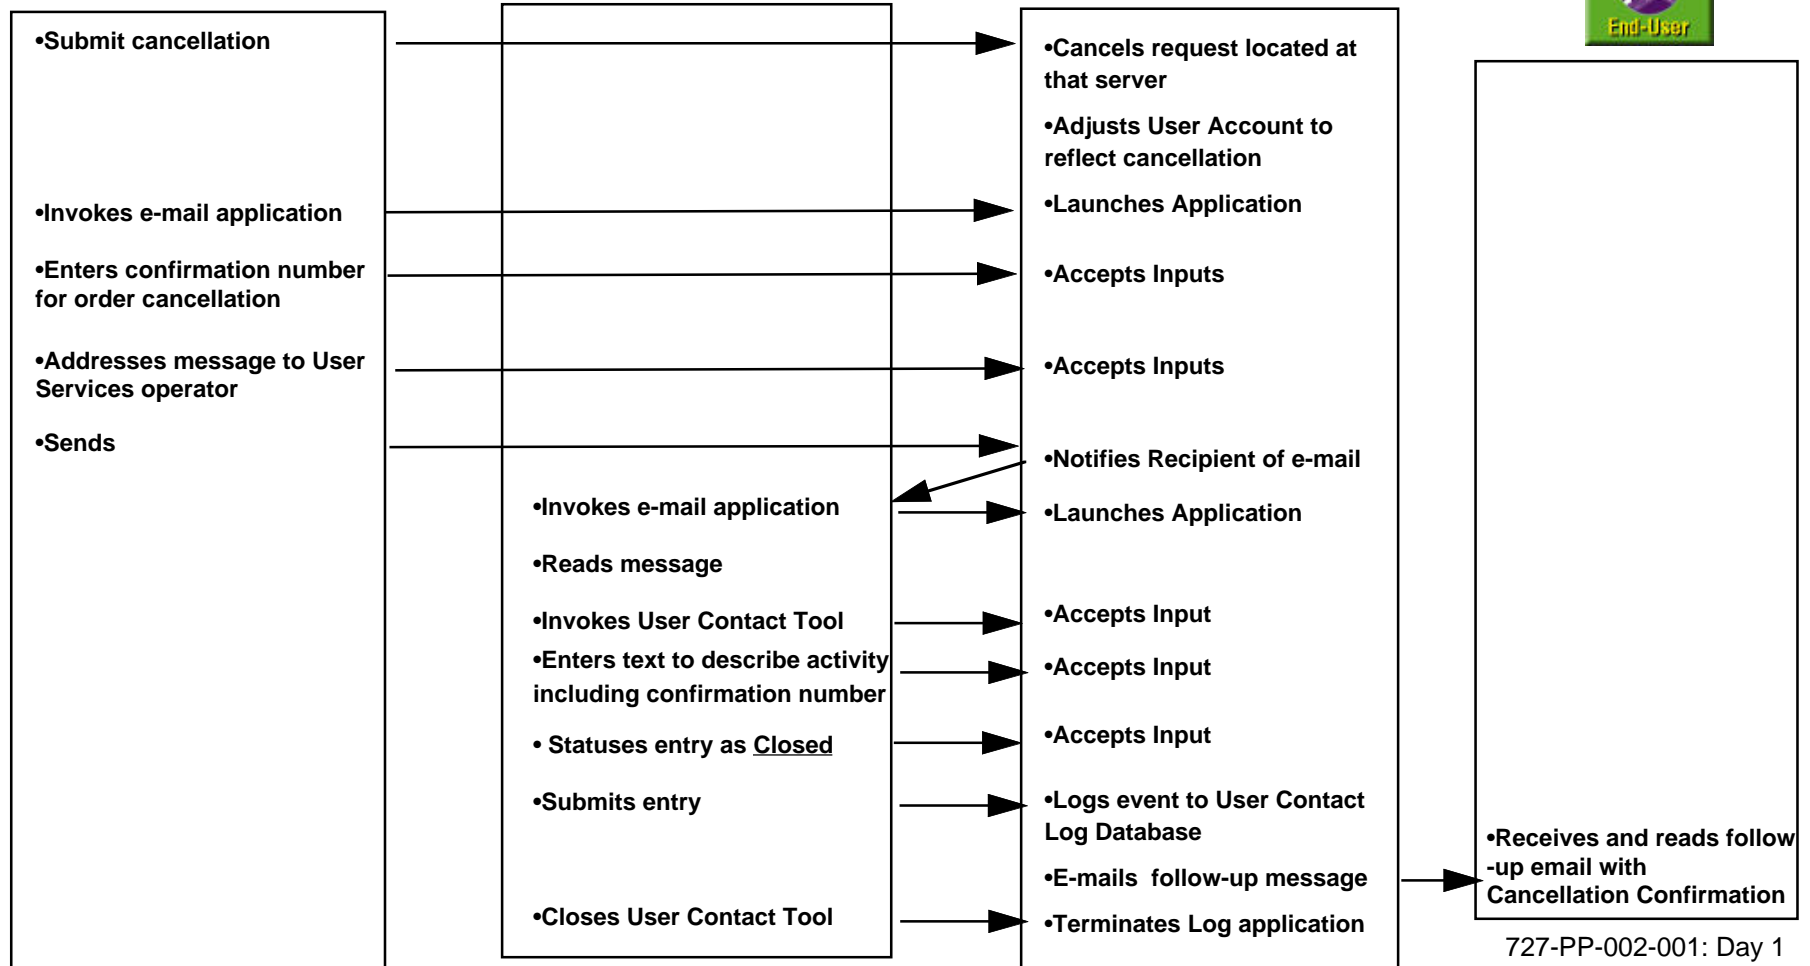 •Submit cancellation
•Invokes e-mail application
•Enters confirmation number
for order cancellation
•Addresses message to User
Services operator
•Sends
•Invokes e-mail application
•Reads message
•Invokes User Contact Tool
•Enters text to describe activity
including confirmation number
• Statuses entry as Closed
•Submits entry
•Closes User Contact Tool
•Cancels request located at
that server
•Adjusts User Account to
reflect cancellation
•Launches Application
•Accepts Inputs
•Accepts Inputs
•Notifies Recipient of e-mail
•Launches Application
•Accepts Input
•Accepts Input
•Accepts Input
•Logs event to User Contact
Log Database
•E-mails follow-up message
•Terminates Log application
End-User
•Receives and reads follow
-up email with
Cancellation Confirmation
727-PP-002-001: Day 1